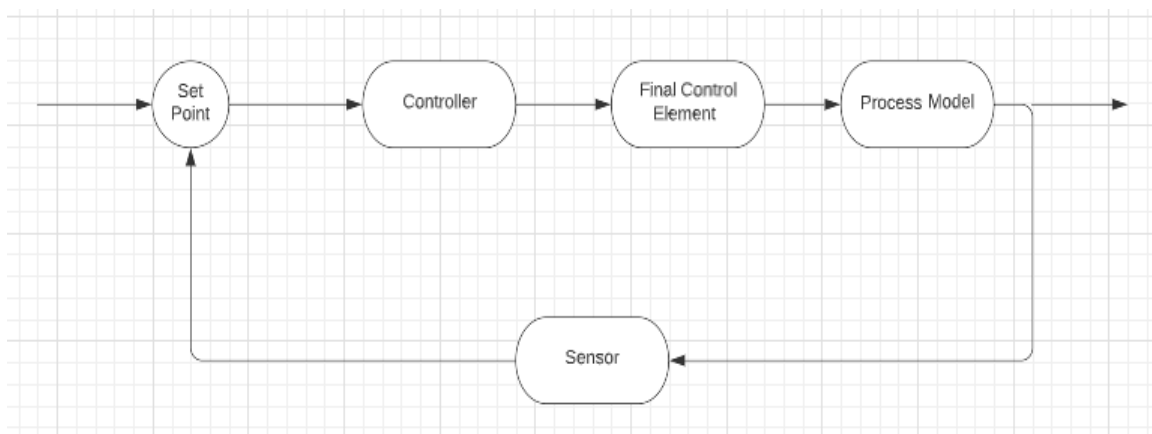 Set
Point
Controller
Final Control
Element
Process Model
Sensor